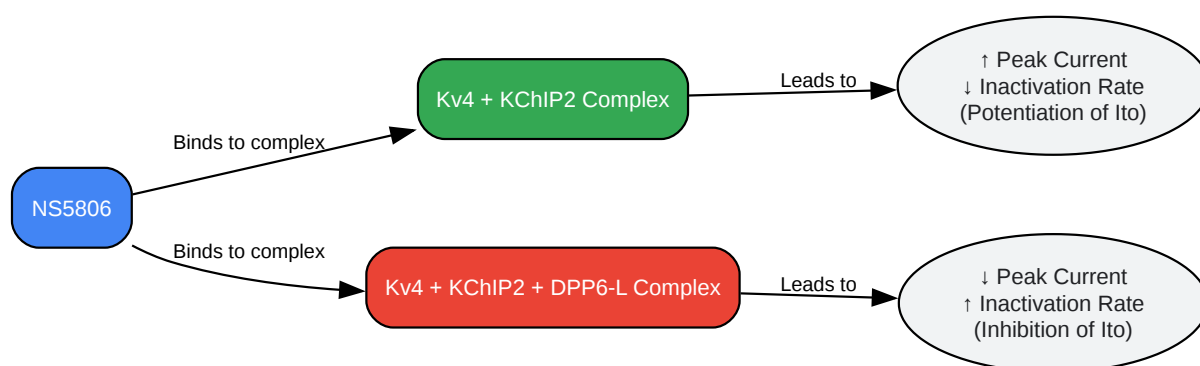 NS5806
Binds to complex
Kv4 + KChIP2 Complex
Leads to
↑ Peak Current
↓ Inactivation Rate
(Potentiation of Ito)
Binds to complex
Kv4 + KChIP2 + DPP6-L Complex
Leads to
↓ Peak Current
↑ Inactivation Rate
(Inhibition of Ito)